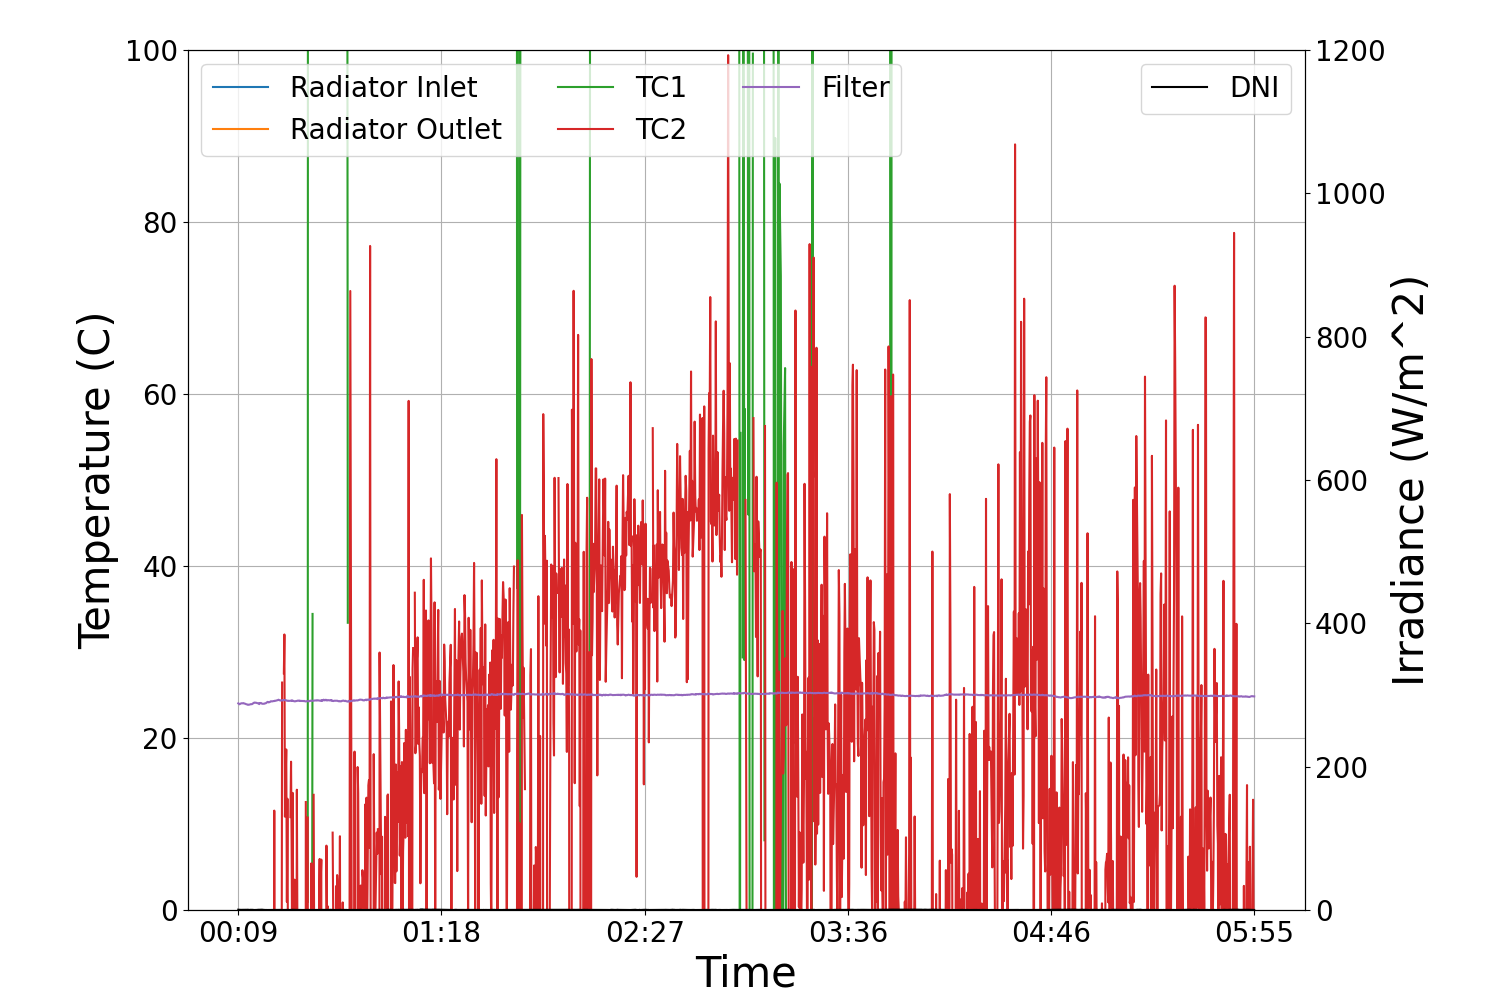 Radiator Inlet
Radiator Outlet
TC1
TC2
Filter
DNI
Temperature (C)
100
80
60
40
20
0
Irradiance (W/m^2)
1200
1000
800
600
400
200
0
00:09 01:18 02:27 03:36 04:46 05:55
Time